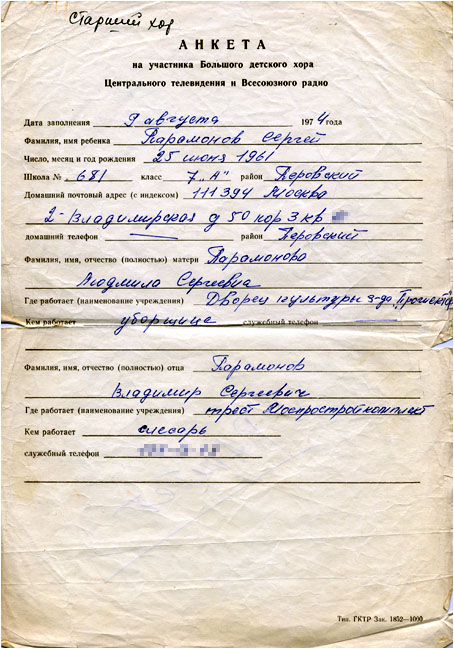 Старший хор
АНКЕТА
на участника Большого детского хора
Центрального телевидения и Всесоюзного радио
Дата заполнения 9 августа 1974 года
Фамилия, имя ребенка Парамонов Сергей
Число, месяц и год рождения 25 июня 1961
Школа № 681 класс 7 „А" район Перовский
Домашний почтовый адрес (с индексом) 111394 Москва
2-Владимирская д 50 кор 3 кв
домашний телефон район Перовский
Фамилия, имя, отчество (полностью) матери Парамонова
Людмила Сергеевна
Где работает (наименование учреждения) Дворец культуры з-да
Кем работает уборщица служебный телефон
Фамилия, имя, отчество (полностью) отца Парамонов
Владимир Сергеевич
Где работает (наименование учреждения) трест Моспростройкомплект
Кем работает слесарь
служебный телефон
Тип. ГКТР Зак. 1852—1000